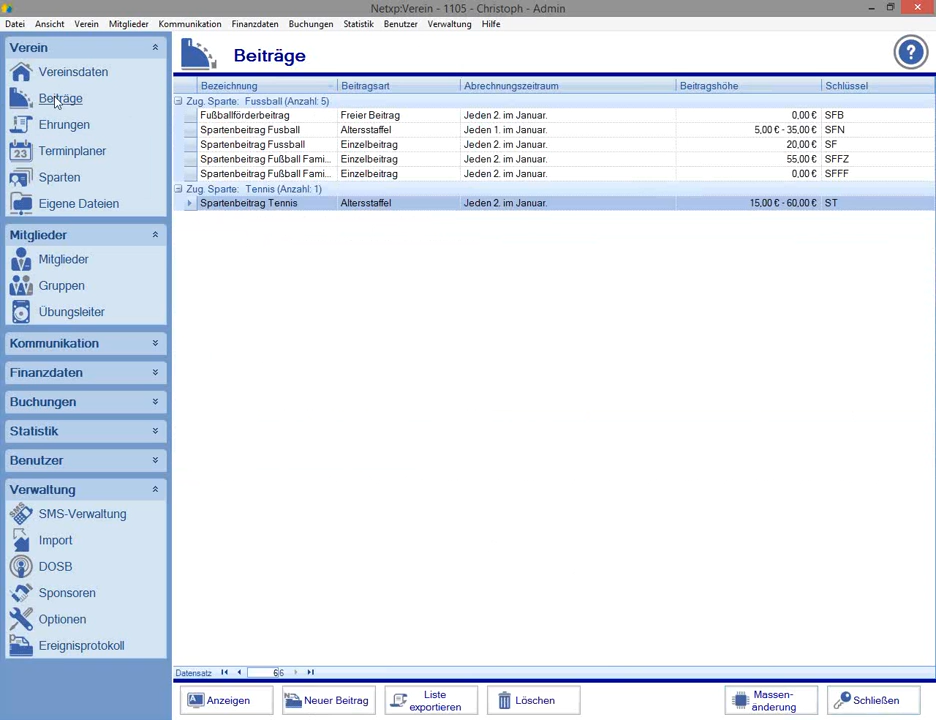 Netxp:Verein - 1105 - Christoph - Admin
Datei Ansicht Verein Mitglieder Kommunikation Finanzdaten Buchungen Statistik Benutzer Verwaltung Hilfe
Verein
Vereinsdaten
Beiträge
Ehrungen
23 Terminplaner
Sparten
Eigene Dateien
Mitglieder
Mitglieder
Gruppen
Übungsleiter
Kommunikation
Finanzdaten
Buchungen
Statistik
Benutzer
Verwaltung
SMS SMS-Verwaltung
Import
DOSB
Sponsoren
Optionen
Ereignisprotokoll
Beiträge
?
Bezeichnung Beitragsart Abrechnungszeitraum Beitragshöhe Schlüssel
Zug. Sparte: Fussball (Anzahl: 5)
Fußballförderbeitrag Freier Beitrag Jeden 2. im Januar. 0,00 € SFB
Spartenbeitrag Fusball Altersstaffel Jeden 1. im Januar. 5,00 € - 35,00 € SFN
Spartenbeitrag Fussball Einzelbeitrag Jeden 2. im Januar. 20,00 € SF
Spartenbeitrag Fußball Fami... Einzelbeitrag Jeden 2. im Januar. 55,00 € SFFZ
Spartenbeitrag Fußball Fami... Einzelbeitrag Jeden 2. im Januar. 0,00 € SFFF
Zug. Sparte: Tennis (Anzahl: 1)
Spartenbeitrag Tennis Altersstaffel Jeden 2. im Januar. 15,00 € - 60,00 € ST
Datensatz 6/6
Anzeigen Neuer Beitrag Liste exportieren Löschen Massen-änderung Schließen